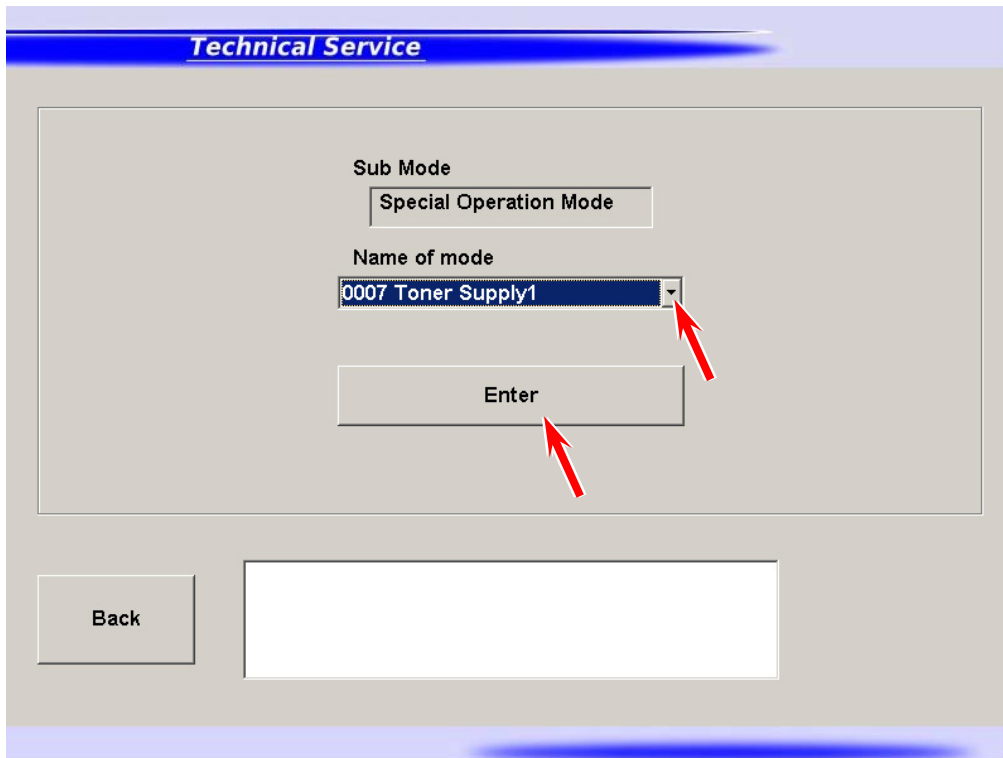 Technical Service
Sub Mode
Special Operation Mode
Name of mode
0007 Toner Supply1
Enter
Back